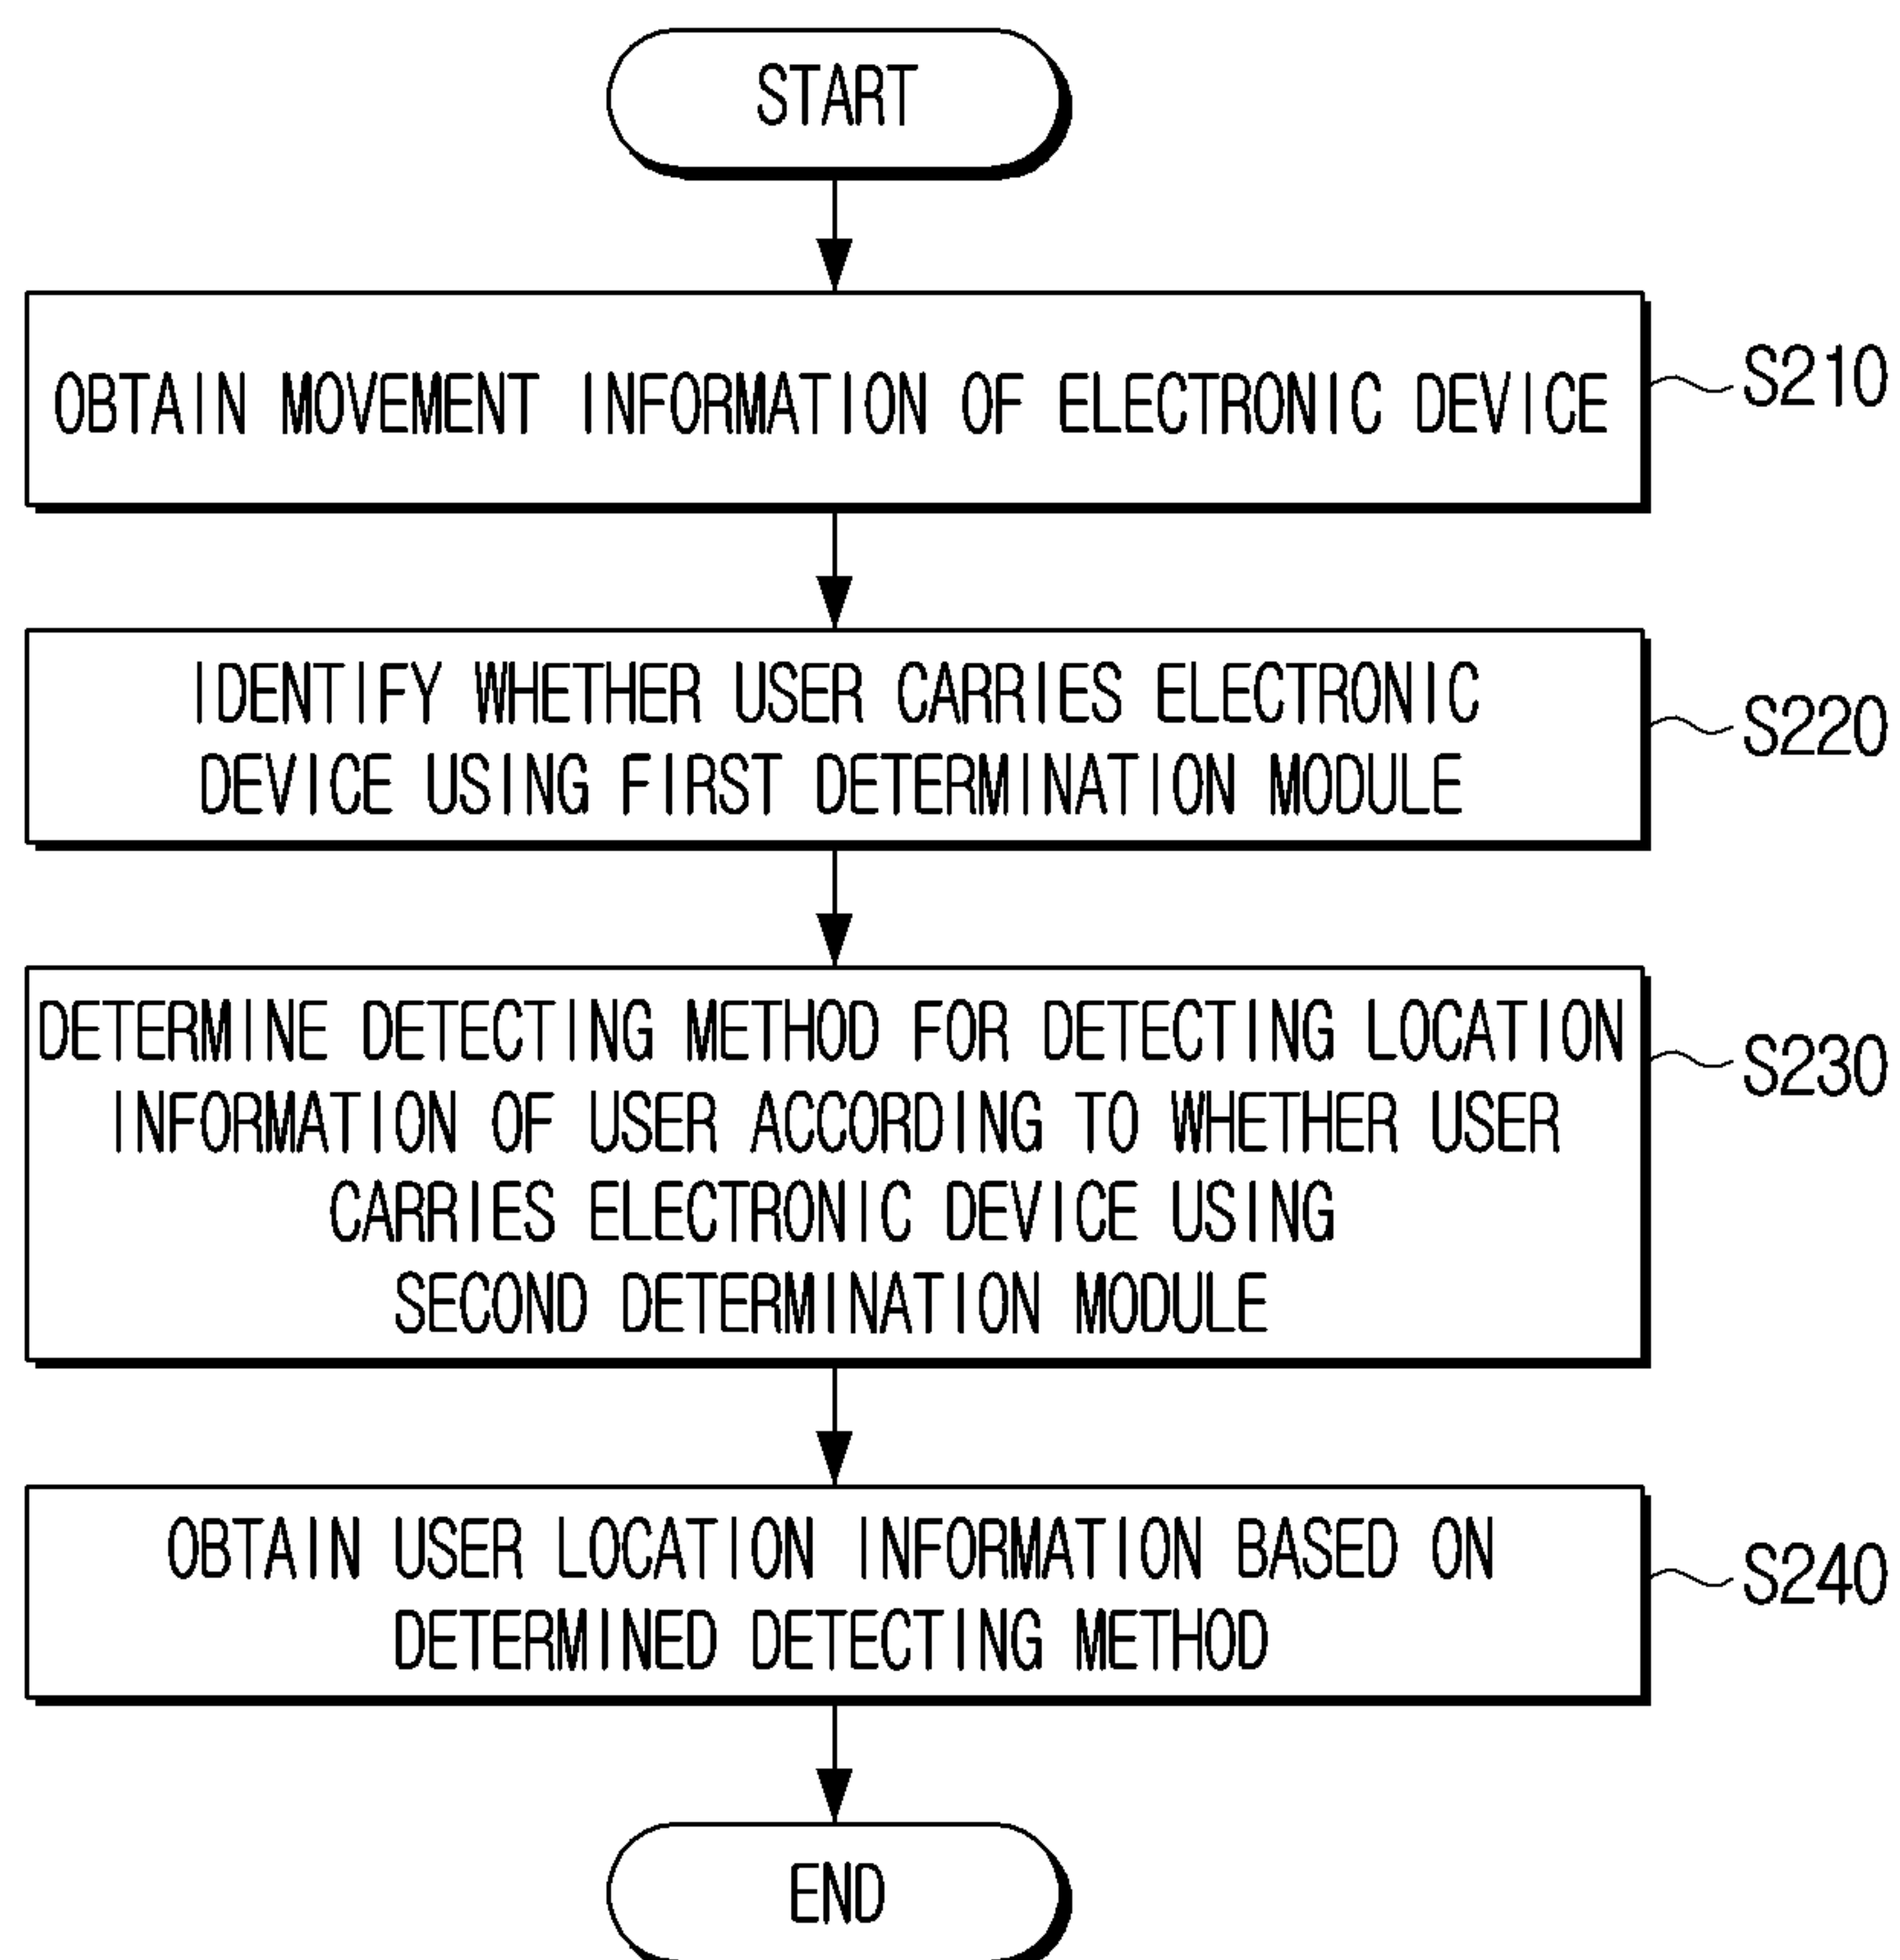 START
OBTAIN MOVEMENT INFORMATION OF ELECTRONIC DEVICE
S210
IDENTIFY WHETHER USER CARRIES ELECTRONIC
DEVICE USING FIRST DETERMINATION MODULE
S220
DETERMINE DETECTING METHOD FOR DETECTING LOCATION
INFORMATION OF USER ACCORDING TO WHETHER USER
CARRIES ELECTRONIC DEVICE USING
SECOND DETERMINATION MODULE
S230
OBTAIN USER LOCATION INFORMATION BASED ON
DETERMINED DETECTING METHOD
S240
END